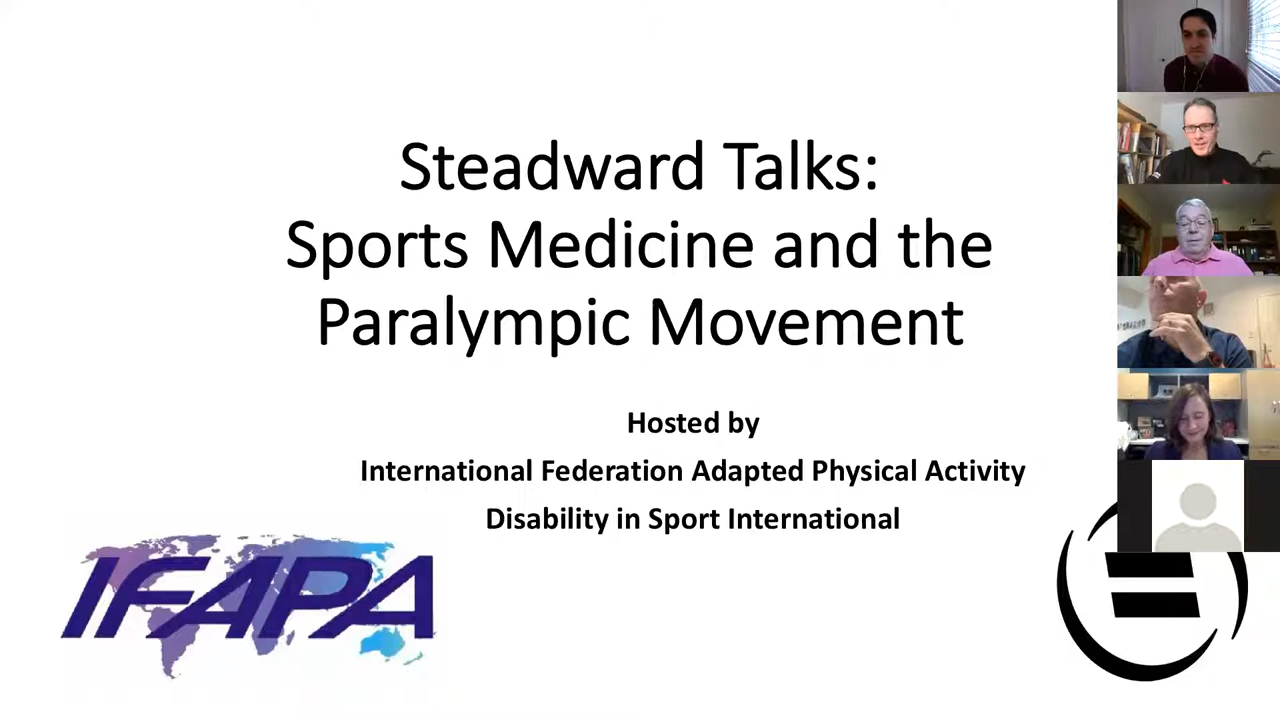 Steadward Talks:
Sports Medicine and the
Paralympic Movement
Hosted by
International Federation Adapted Physical Activity
Disability in Sport International
IFAPA